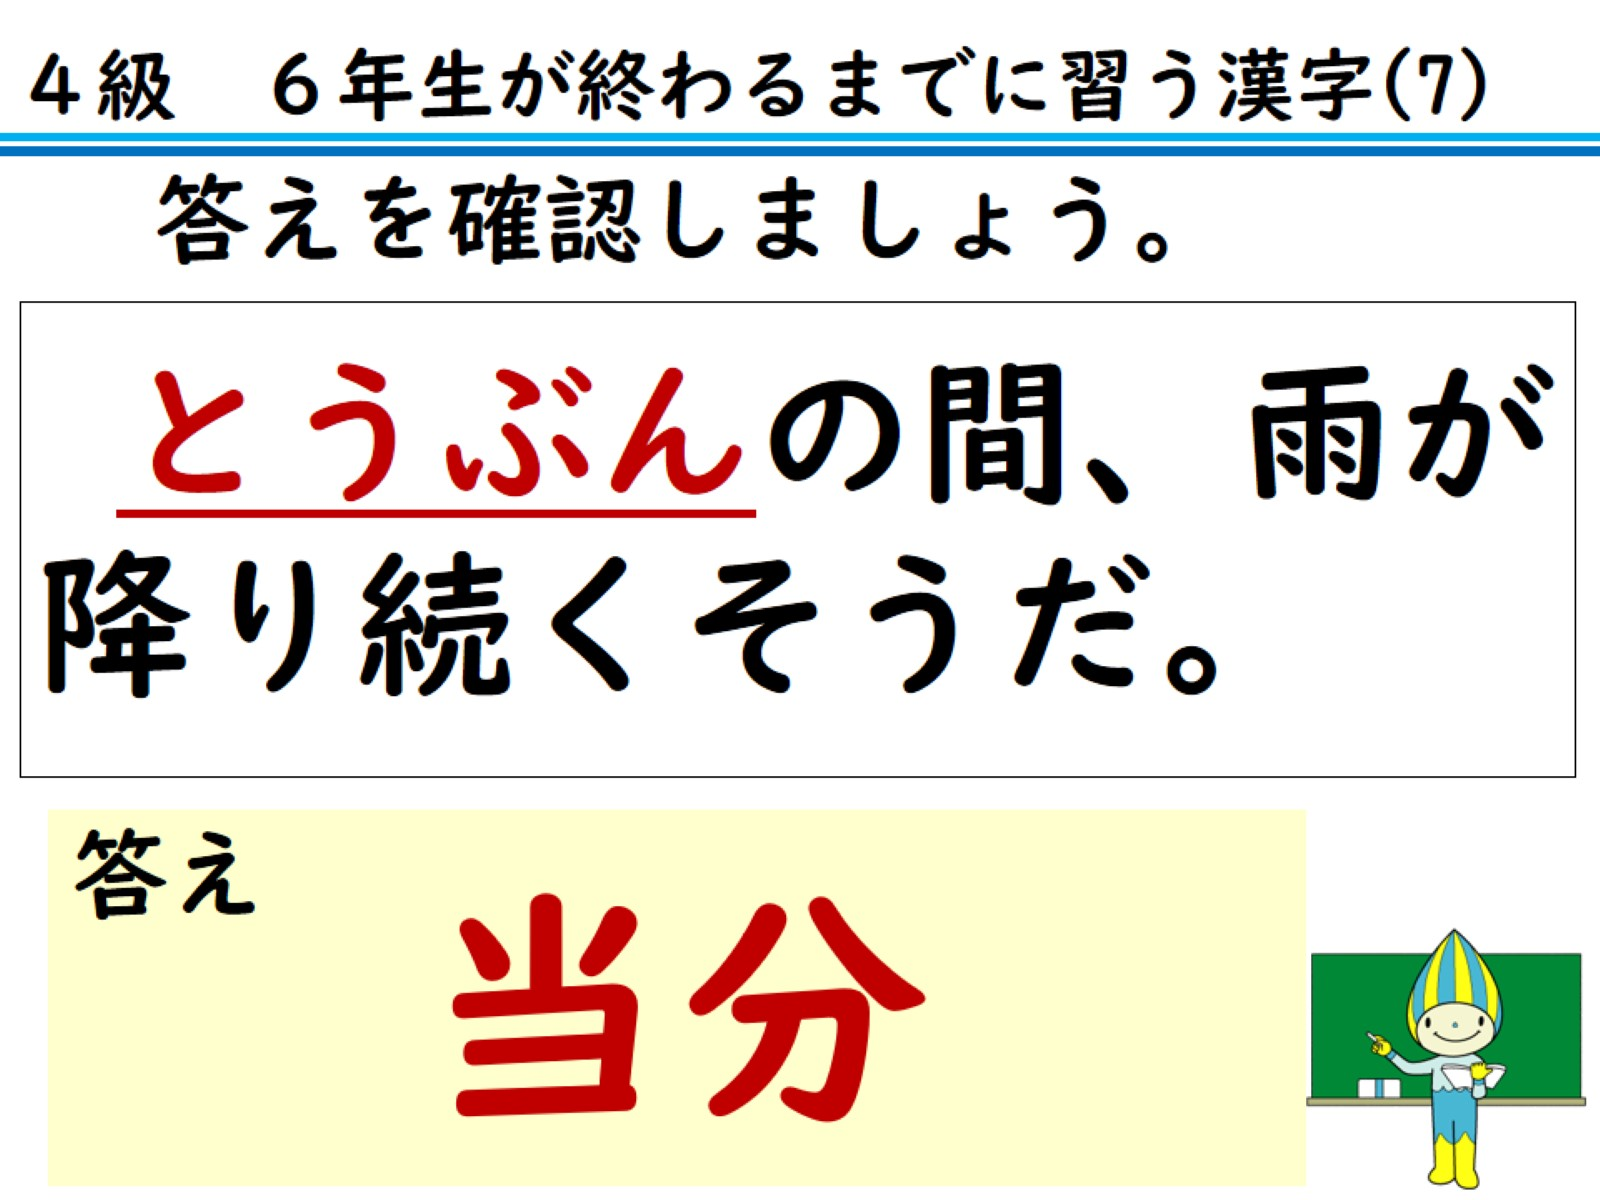 ４級　６年生が終わるまでに習う漢字(7)
答えを確認しましょう。
とうぶんの間、雨が
降り続くそうだ。
答え
当分